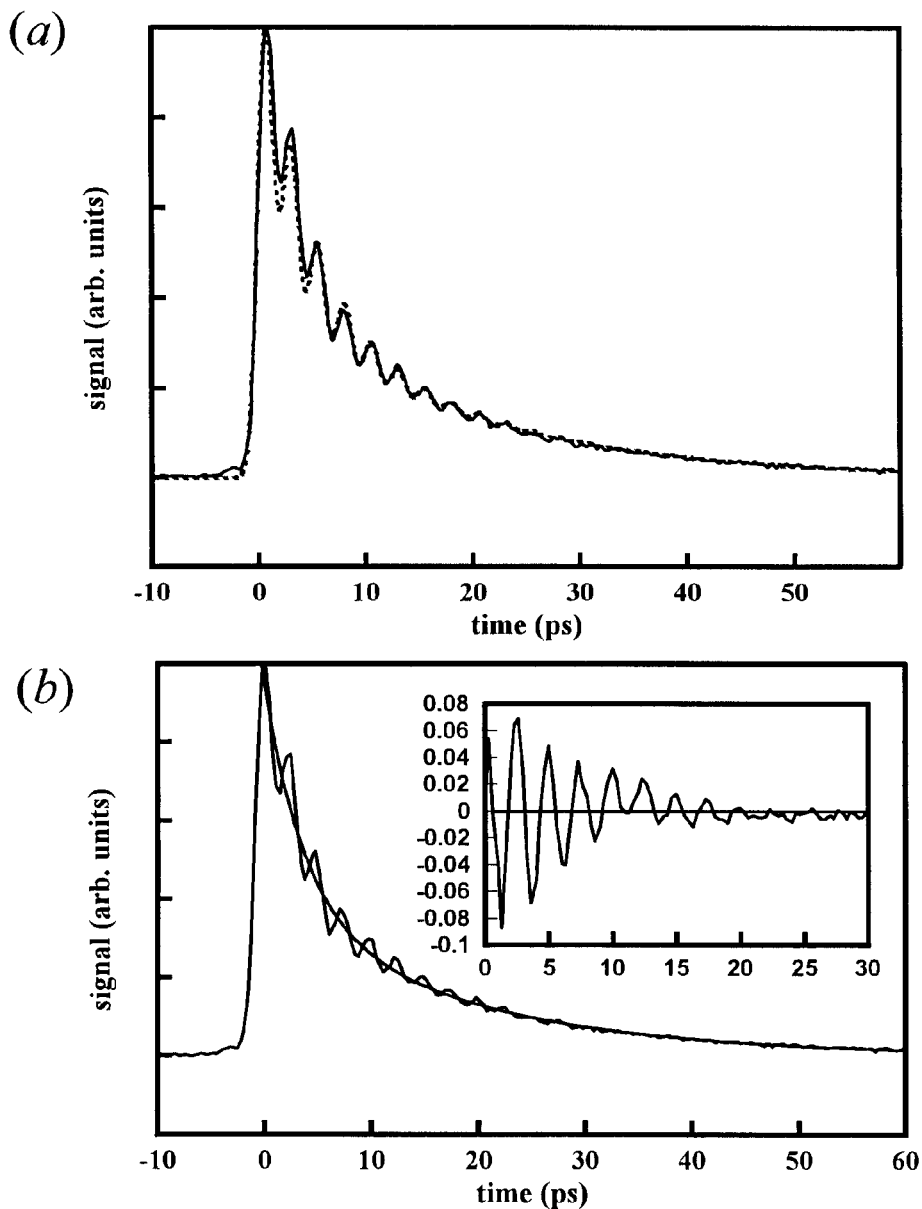 (a)
signal (arb. units)
-10 0 10 20 30 40 50
time (ps)
(b)
signal (arb. units)
0.08
0.06
0.04
0.02
0
-0.02
-0.04
-0.06
-0.08
-0.1
0 5 10 15 20 25 30
-10 0 10 20 30 40 50 60
time (ps)